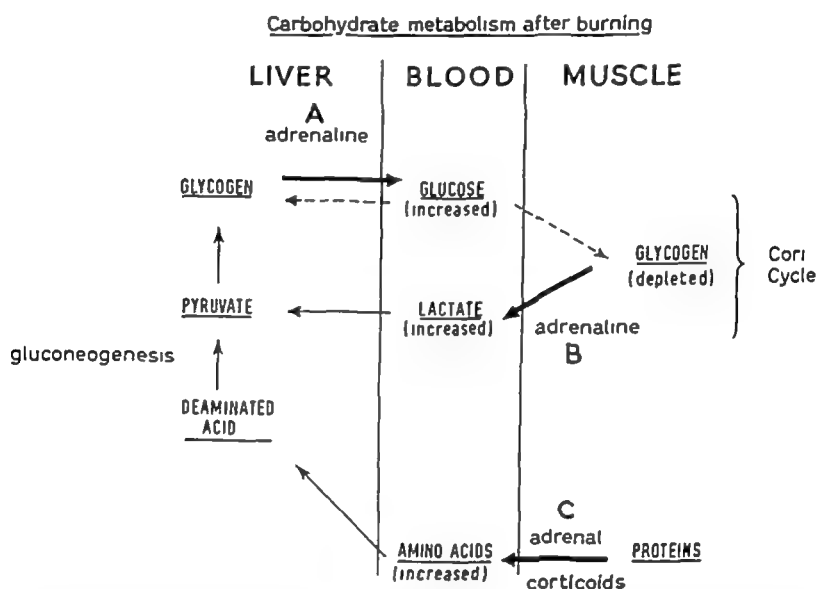 Carbohydrate metabolism after burning
LIVER BLOOD MUSCLE
A
adrenaline
GLYCOGEN
GLUCOSE
(increased)
GLYCOGEN
(depleted)
Cori
Cycle
PYRUVATE
LACTATE
(increased)
adrenaline
B
gluconeogenesis
DEAMINATED
ACID
C
adrenal
AMINO ACIDS
(increased)
PROTEINS
corticoids